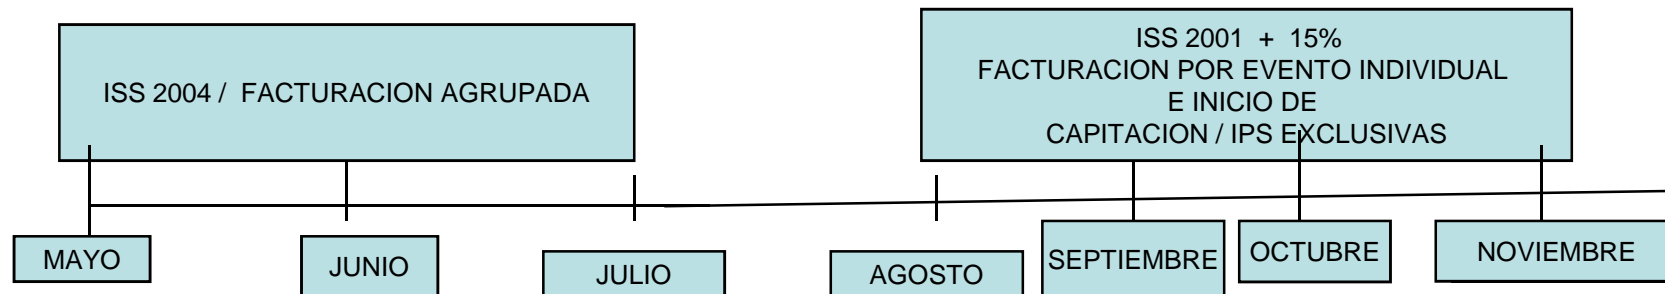 ISS 2004 / FACTURACION AGRUPADA
ISS 2001 + 15%
FACTURACION POR EVENTO INDIVIDUAL
E INICIO DE
CAPITACION / IPS EXCLUSIVAS
MAYO
JUNIO
JULIO
AGOSTO
SEPTIEMBRE
OCTUBRE
NOVIEMBRE